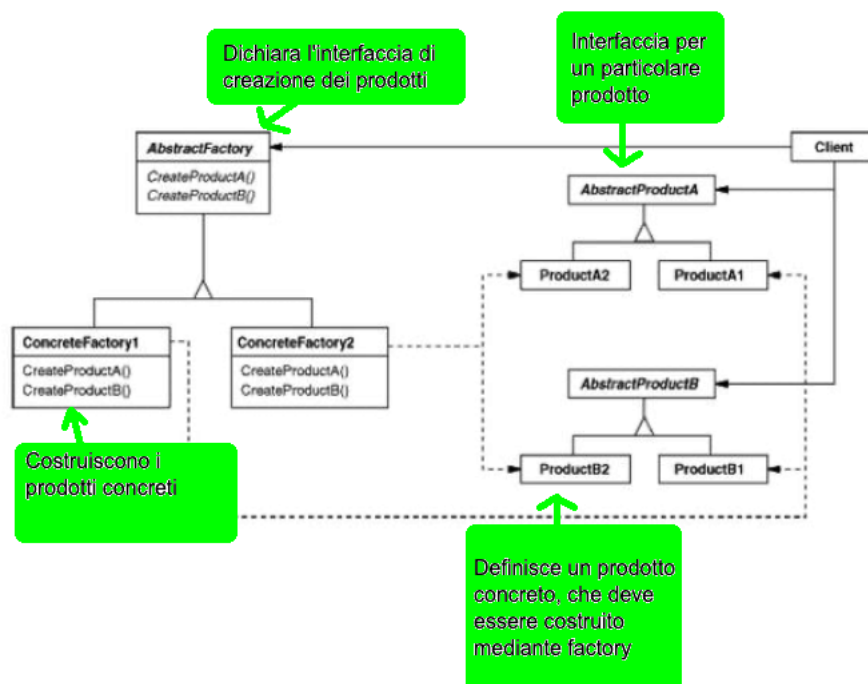 Dichiara l'interfaccia di
creazione dei prodotti
Interfaccia per
un particolare
prodotto
AbstractFactory
CreateProductA()
CreateProductB()
Client
AbstractProductA
ProductA2
ProductA1
ConcreteFactory1
CreateProductA()
CreateProductB()
ConcreteFactory2
CreateProductA()
CreateProductB()
AbstractProductB
ProductB2
ProductB1
Costruiscono i
prodotti concreti
Definisce un prodotto
concreto, che deve
essere costruito
mediante factory